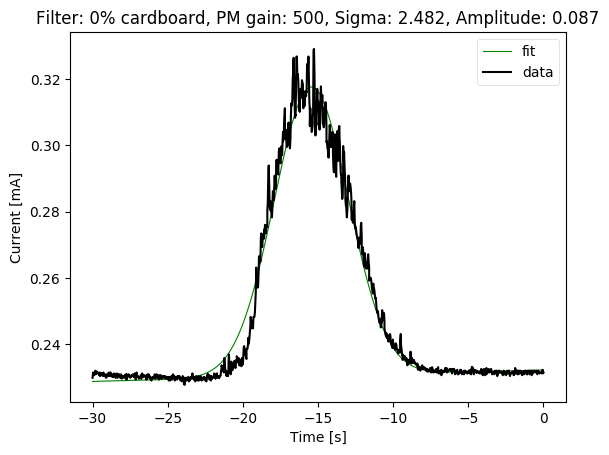 Filter: 0% cardboard, PM gain: 500, Sigma: 2.482, Amplitude: 0.087
fit
data
0.32
0.30
0.28
0.26
0.24
Current [mA]
−30 −25 −20 −15 −10 −5 0
Time [s]